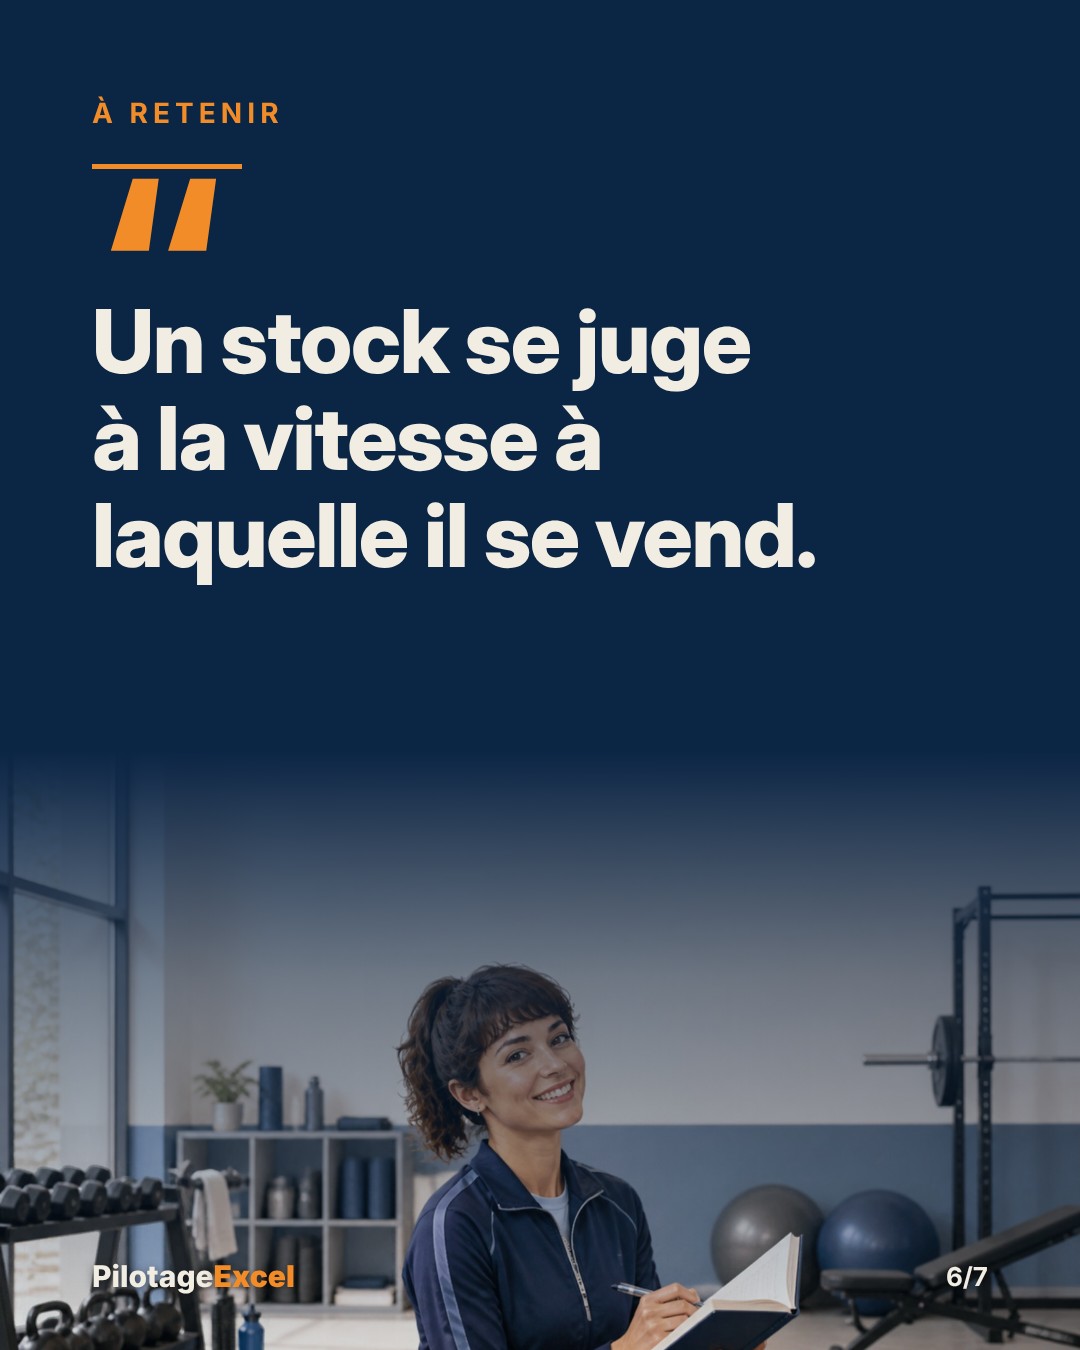 À RETENIR
"
Un stock se juge
à la vitesse à
laquelle il se vend.
PilotageExcel
6/7